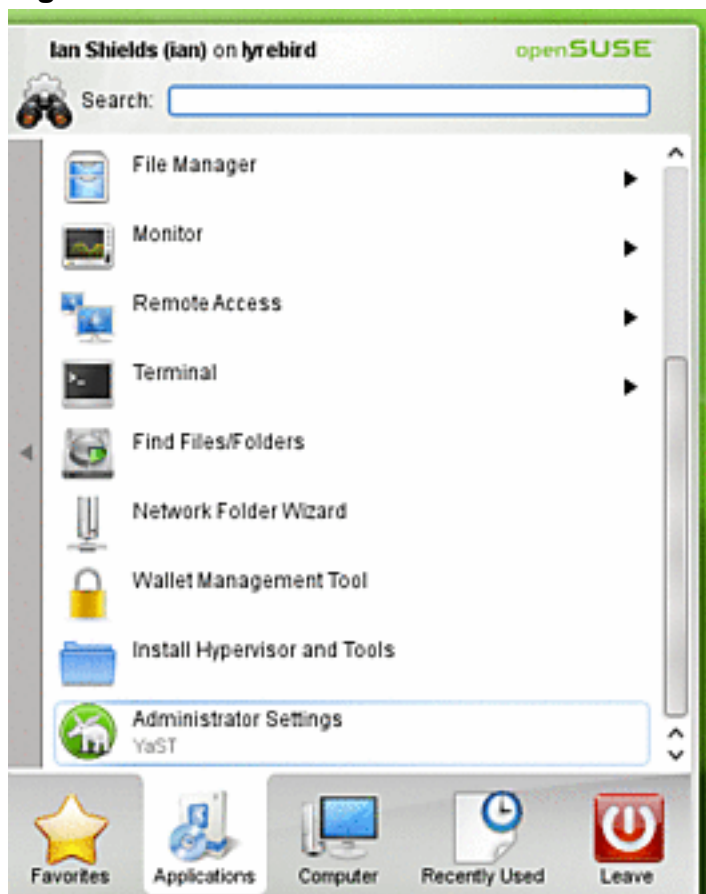 Ian Shields (ian) on lyrebird
openSUSE
Search:
File Manager
Monitor
Remote Access
Terminal
Find Files/Folders
Network Folder Wizard
Wallet Management Tool
Install Hypervisor and Tools
Administrator Settings
YaST
Favorites
Applications
Computer
Recently Used
Leave